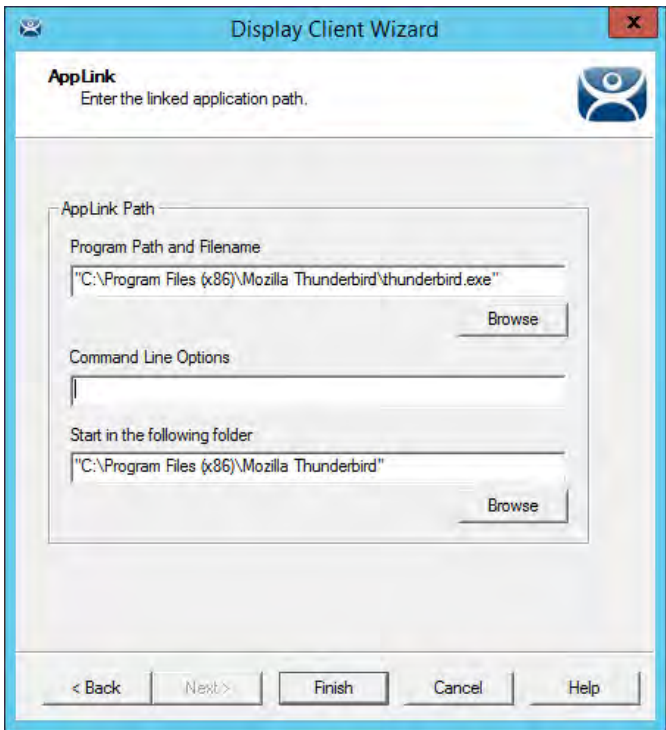 Display Client Wizard
x
AppLink
Enter the linked application path.
AppLink Path
Program Path and Filename
"C:\Program Files (x86)\Mozilla Thunderbird\thunderbird.exe"
Browse
Command Line Options
Start in the following folder
"C:\Program Files (x86)\Mozilla Thunderbird"
Browse
< Back Next > Finish Cancel Help